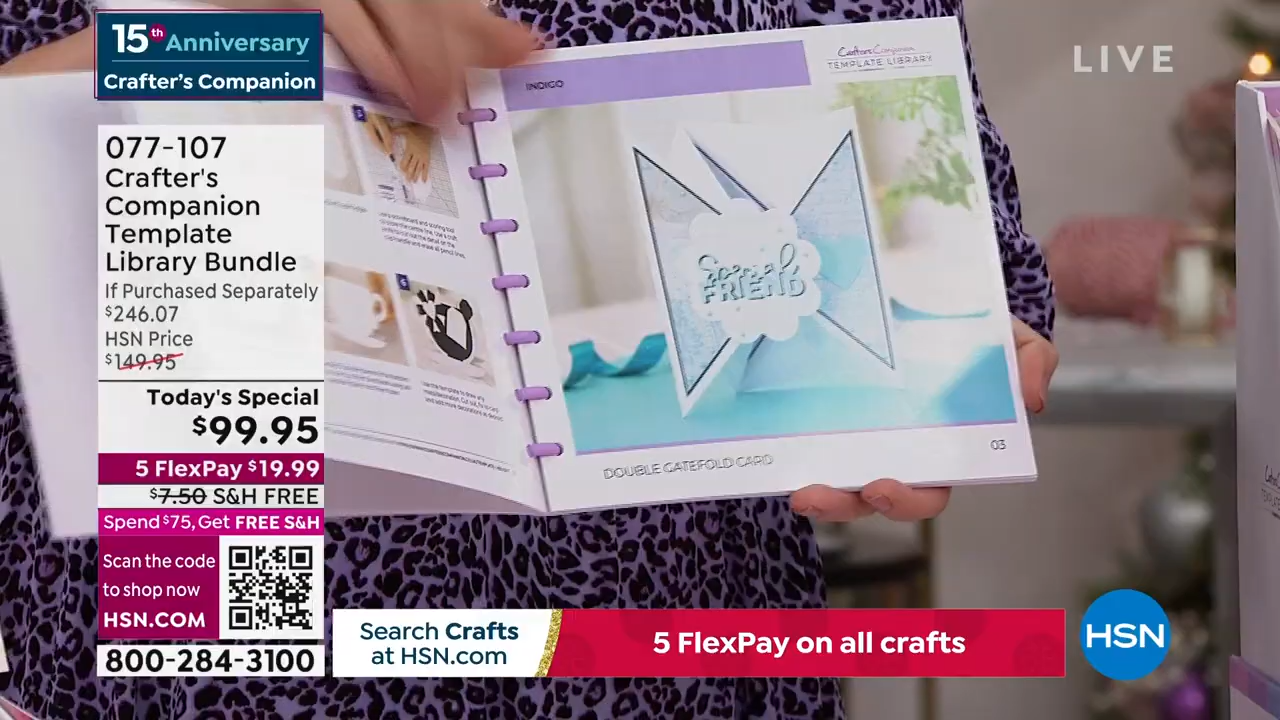 15th Anniversary
Crafter's Companion
077-107
Crafter's
Companion
Template
Library Bundle
If Purchased Separately
$246.07
HSN Price
$149.95
Today's Special
$99.95
5 FlexPay $19.99
$7.50 S&H FREE
Spend $75, Get FREE S&H
Scan the code
to shop now
HSN.COM
800-284-3100
INDIGO
Crafter's Companion
TEMPLATE LIBRARY
LIVE
Special
FRIEND
DOUBLE GATEFOLD CARD
03
Search Crafts
at HSN.com
5 FlexPay on all crafts
HSN